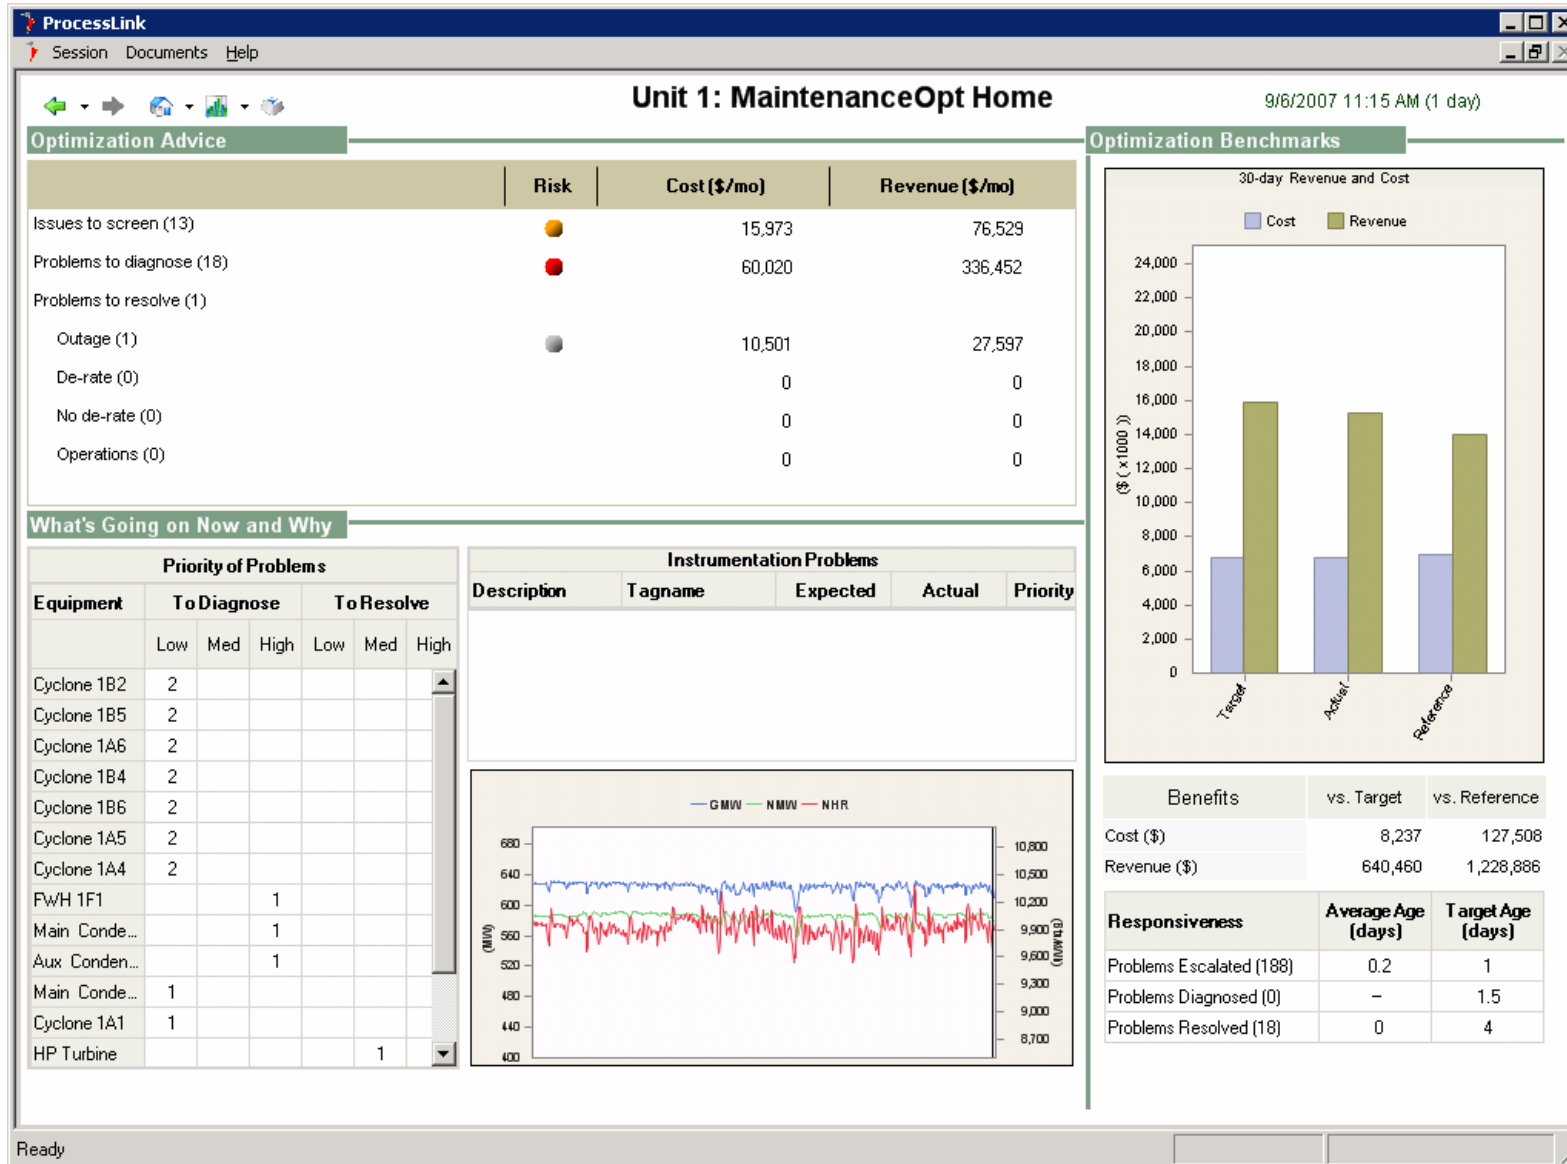 ProcessLink
Session Documents Help
Unit 1: MaintenanceOpt Home
9/6/2007 11:15 AM (1 day)
Optimization Advice
Risk Cost ($/mo) Revenue ($/mo)
Issues to screen (13) 15,973 76,529
Problems to diagnose (18) 60,020 336,452
Problems to resolve (1)
Outage (1) 10,501 27,597
De-rate (0) 0 0
No de-rate (0) 0 0
Operations (0) 0 0
What's Going on Now and Why
Priority of Problems
Equipment To Diagnose To Resolve
Low Med High Low Med High
Cyclone 1B2 2
Cyclone 1B5 2
Cyclone 1A6 2
Cyclone 1B4 2
Cyclone 1B6 2
Cyclone 1A5 2
Cyclone 1A4 2
FWH 1F1 1
Main Conde... 1
Aux Conden... 1
Main Conde... 1
Cyclone 1A1 1
HP Turbine 1
Instrumentation Problems
Description Tagname Expected Actual Priority
GMW NMW NHR
680 10,800
640 10,500
600 10,200
560 9,900
520 9,600
480 9,300
440 9,000
400 8,700
(MW)
(Btu/kWh)
Optimization Benchmarks
30-day Revenue and Cost
Cost Revenue
24,000
22,000
20,000
18,000
16,000
14,000
12,000
10,000
8,000
6,000
4,000
2,000
0
($ ( x1000 ))
Target Actual Reference
Benefits vs. Target vs. Reference
Cost ($) 8,237 127,508
Revenue ($) 640,460 1,228,886
Responsiveness Average Age (days) Target Age (days)
Problems Escalated (188) 0.2 1
Problems Diagnosed (0) – 1.5
Problems Resolved (18) 0 4
Ready